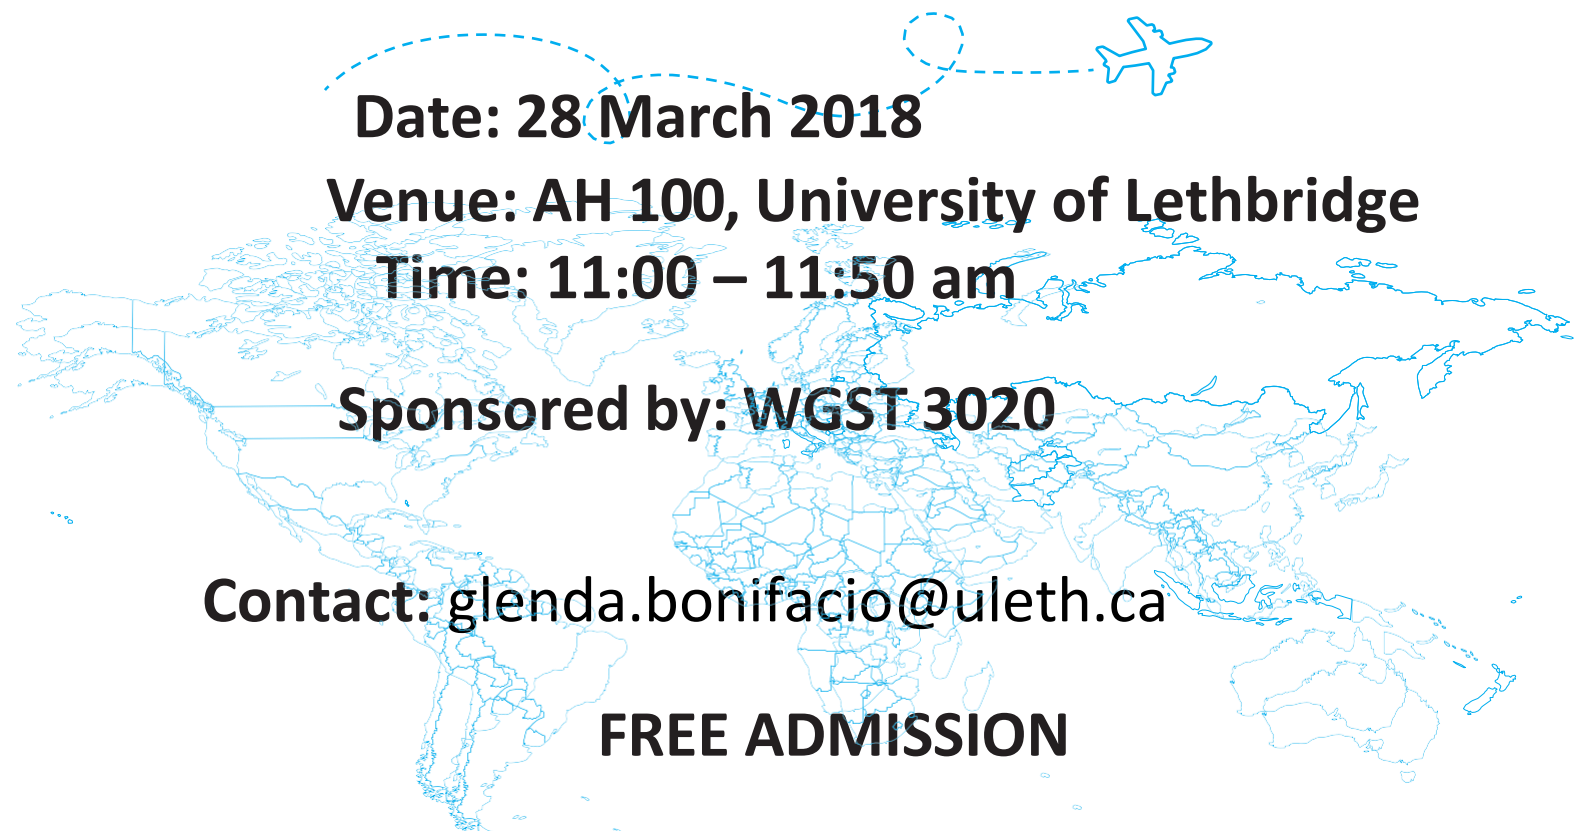 Date: 28 March 2018
Venue: AH 100, University of Lethbridge
Time: 11:00 – 11:50 am
Sponsored by: WGST 3020
Contact: glenda.bonifacio@uleth.ca
FREE ADMISSION